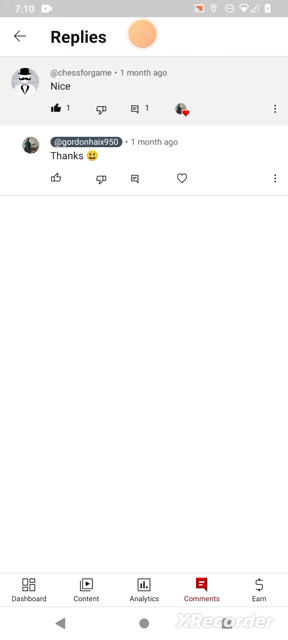 7:10
Replies
@chessforgame • 1 month ago
Nice
1
1
@gordonhaix950 • 1 month ago
Thanks 😃
Dashboard
Content
Analytics
Comments
Earn
XRecorder